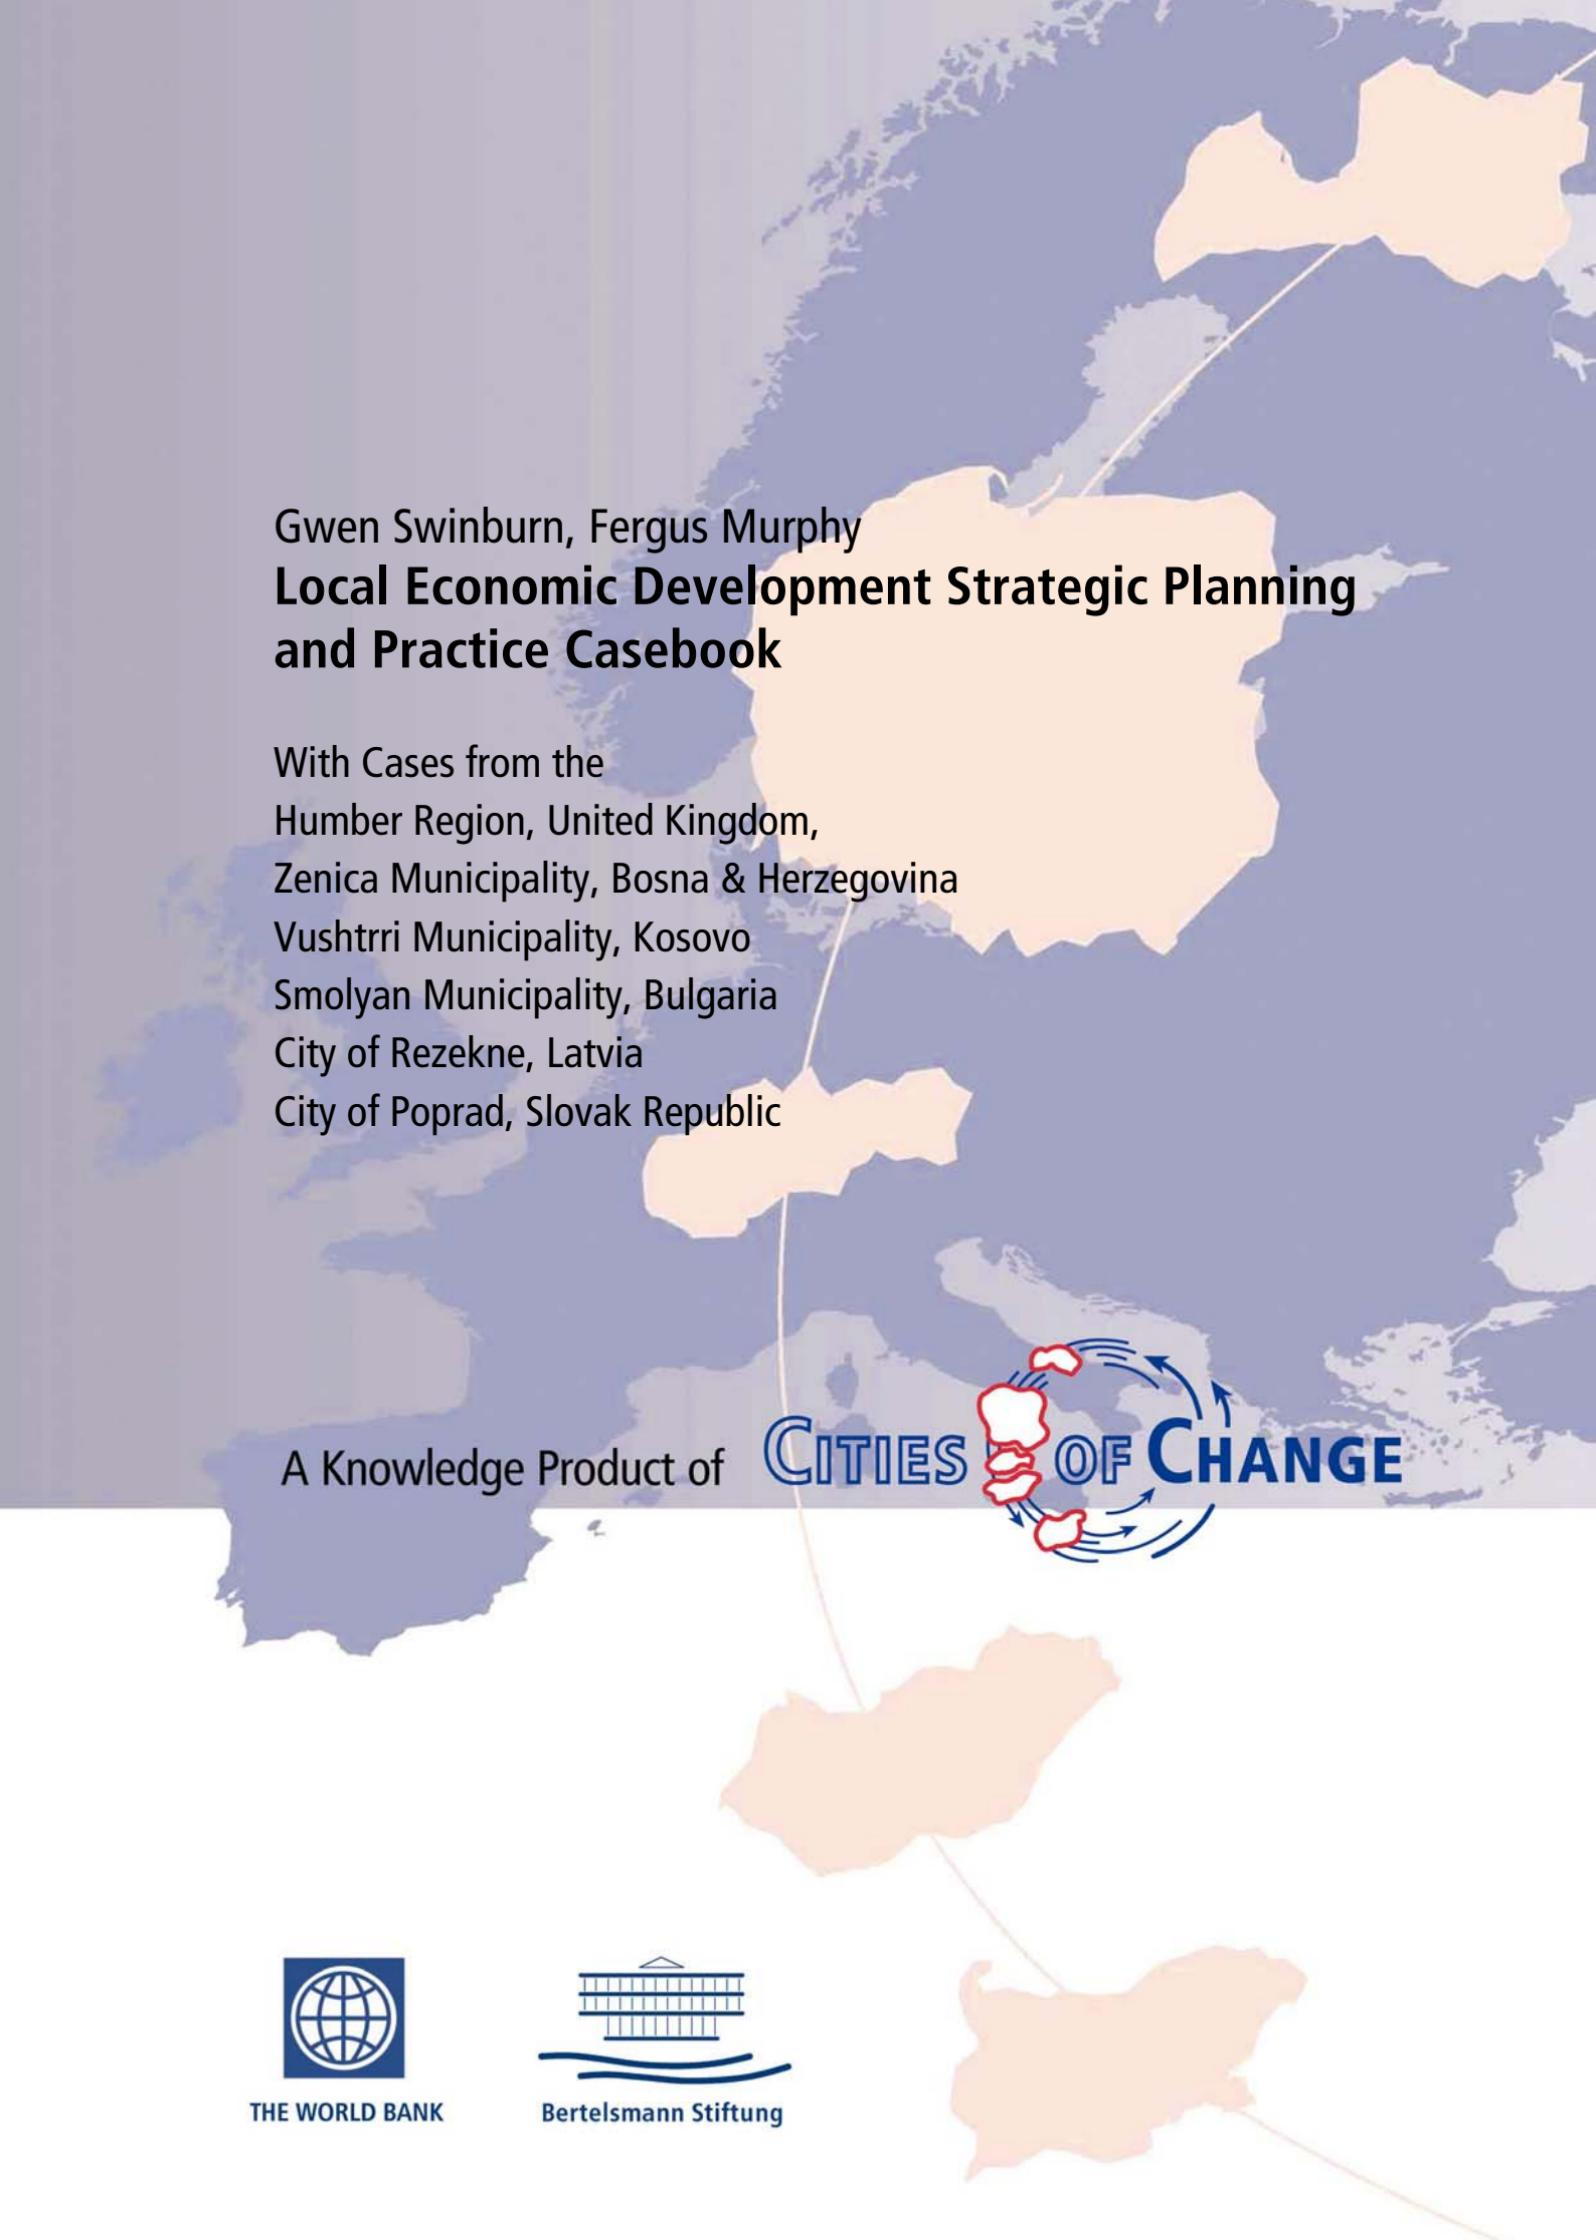 Gwen Swinburn, Fergus Murphy
Local Economic Development Strategic Planning
and Practice Casebook
With Cases from the
Humber Region, United Kingdom,
Zenica Municipality, Bosna & Herzegovina
Vushtrri Municipality, Kosovo
Smolyan Municipality, Bulgaria
City of Rezekne, Latvia
City of Poprad, Slovak Republic
A Knowledge Product of CITIES OF CHANGE
THE WORLD BANK
Bertelsmann Stiftung